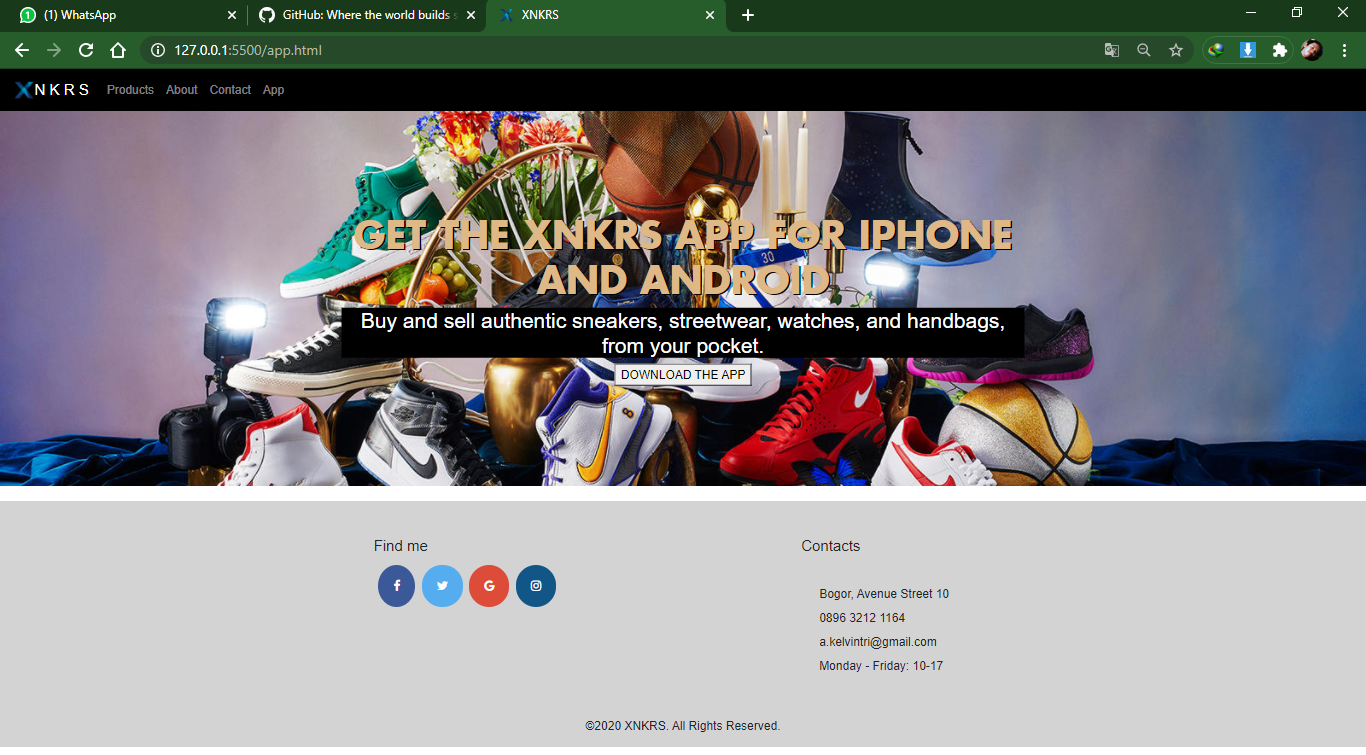 (1) WhatsApp
GitHub: Where the world builds s
XNKRS
127.0.0.1:5500/app.html
XNKRS Products About Contact App
GET THE XNKRS APP FOR IPHONE
AND ANDROID
30
Buy and sell authentic sneakers, streetwear, watches, and handbags,
from your pocket.
DOWNLOAD THE APP
8
Find me
Contacts
Bogor, Avenue Street 10
0896 3212 1164
a.kelvintri@gmail.com
Monday - Friday: 10-17
©2020 XNKRS. All Rights Reserved.